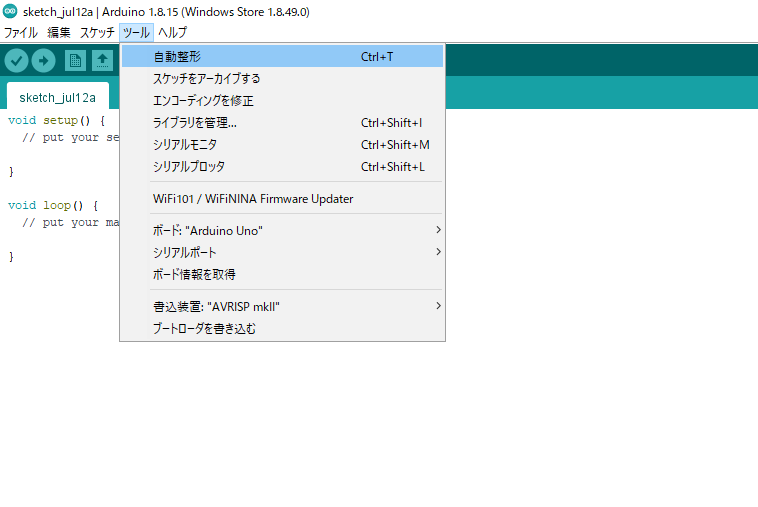 sketch_jul12a | Arduino 1.8.15 (Windows Store 1.8.49.0)
ファイル 編集 スケッチ ツール ヘルプ
sketch_jul12a
void setup() {
// put your se
}
void loop() {
// put your ma
}
自動整形 Ctrl+T
スケッチをアーカイブする
エンコーディングを修正
ライブラリを管理... Ctrl+Shift+I
シリアルモニタ Ctrl+Shift+M
シリアルプロッタ Ctrl+Shift+L
WiFi101 / WiFiNINA Firmware Updater
ボード: "Arduino Uno"
シリアルポート
ボード情報を取得
書込装置: "AVRISP mkII"
ブートローダを書き込む